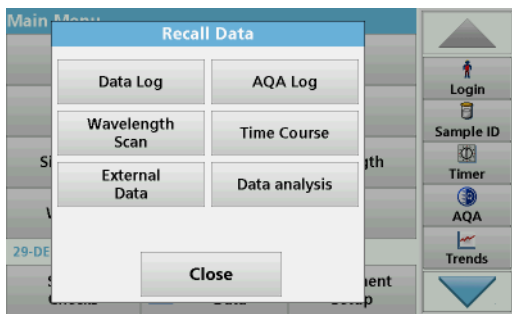 Main Menu
Recall Data
Data Log
AQA Log
Wavelength
Scan
Time Course
External
Data
Data analysis
Close
29-DE
Login
Sample ID
Timer
AQA
Trends